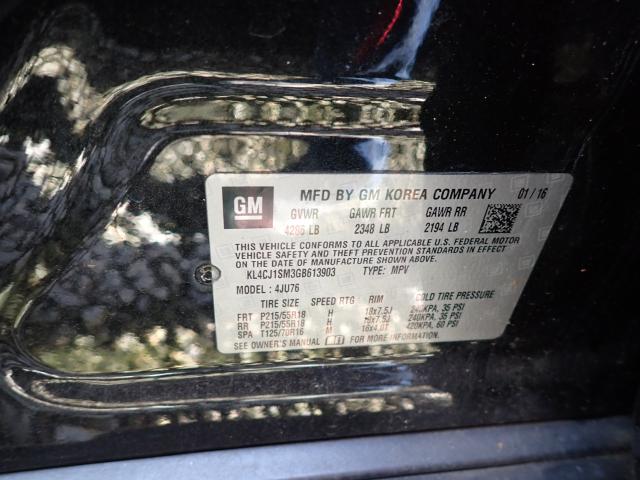 GM
MFD BY GM KOREA COMPANY 01/16
GVWR GAWR FRT GAWR RR
4286 LB 2348 LB 2194 LB
THIS VEHICLE CONFORMS TO ALL APPLICABLE U.S. FEDERAL MOTOR
VEHICLE SAFETY AND THEFT PREVENTION STANDARDS IN EFFECT ON
THE DATE OF MANUFACTURE SHOWN ABOVE.
KL4CJ1SM3GB613903 TYPE: MPV
MODEL : 4JU76
TIRE SIZE SPEED RTG RIM COLD TIRE PRESSURE
FRT P215/55R18 H 18x7.5J 240KPA, 35 PSI
RR P215/55R18 H 18x7.5J 240KPA, 35 PSI
SPA T125/70R16 M 16x4.0T 420KPA, 60 PSI
SEE OWNER'S MANUAL